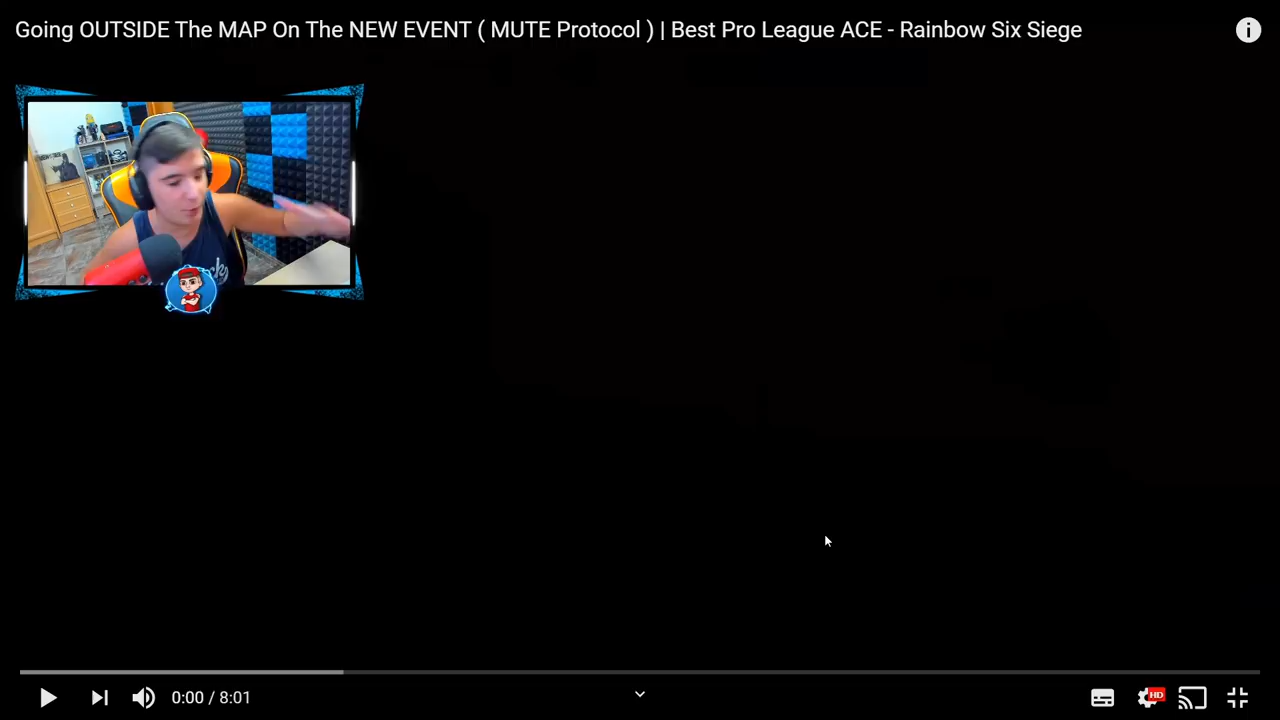 Going OUTSIDE The MAP On The NEW EVENT ( MUTE Protocol ) | Best Pro League ACE - Rainbow Six Siege
0:00 / 8:01
HD